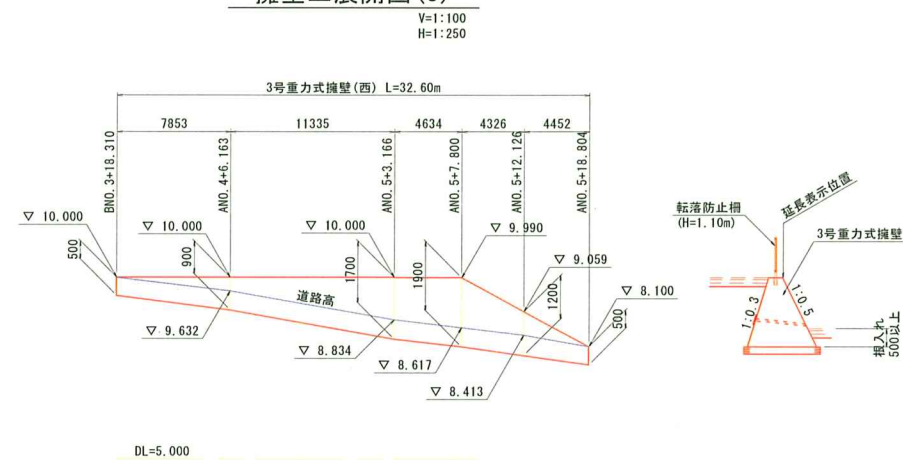 擁壁工展開図(3)
V=1:100
H=1:250
3号重力式擁壁(西) L=32.60m
7853
11335
4634
4326
4452
BNO.3+18.310
ANO.4+6.163
ANO.5+3.166
ANO.5+7.800
ANO.5+12.126
ANO.5+18.804
▽ 10.000
▽ 10.000
▽ 10.000
▽ 9.990
▽ 9.059
▽ 8.100
500
900
1700
1900
1200
500
道路高
▽ 9.632
▽ 8.834
▽ 8.617
▽ 8.413
DL=5.000
転落防止柵
(H=1.10m)
延長表示位置
3号重力式擁壁
1:0.3
1:0.5
根入れ
500以上